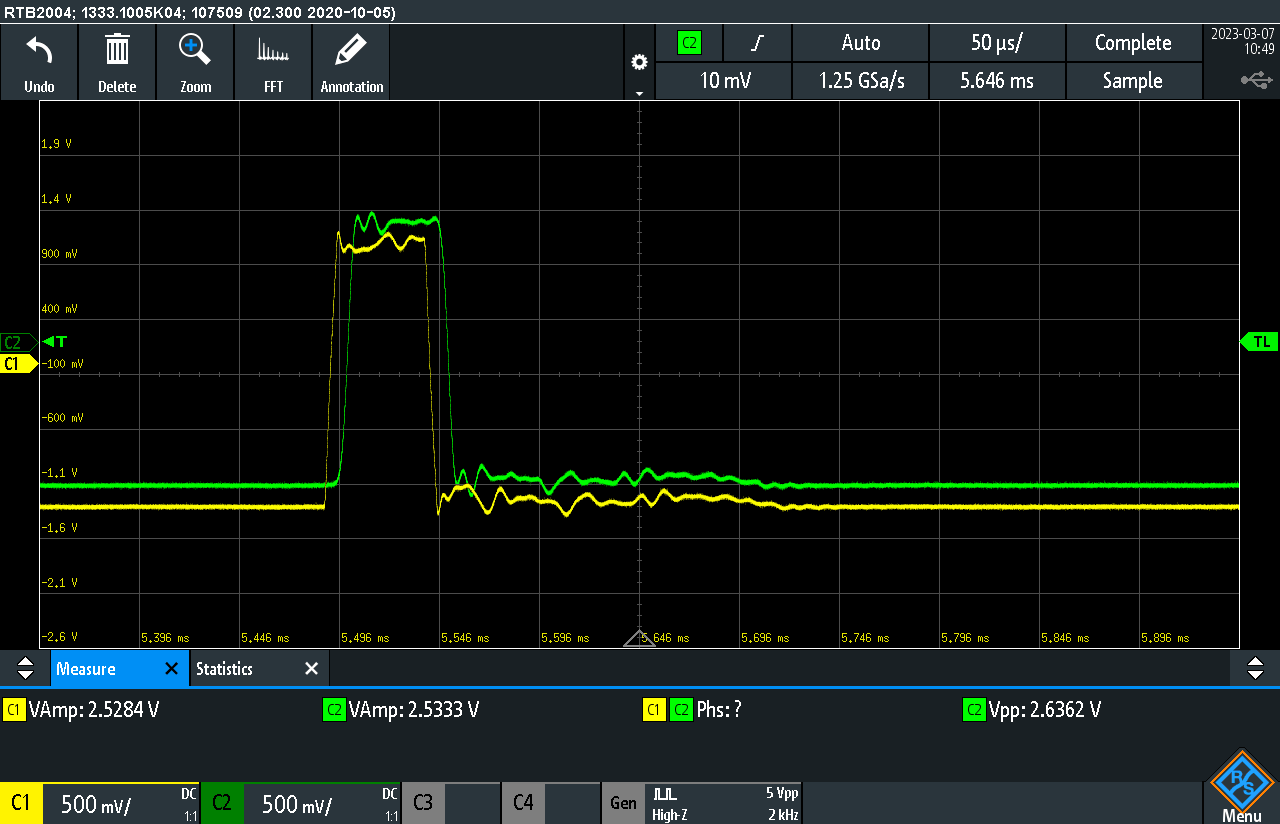 RTB2004; 1333.1005K04; 107509 (02.300 2020-10-05)
Undo Delete Zoom FFT Annotation
C2 Auto 50 µs/ Complete
10 mV 1.25 GSa/s 5.646 ms Sample
2023-03-07
10:49
1.9 V
1.4 V
900 mV
400 mV
C2 T TL
C1 -100 mV
-600 mV
-1.1 V
-1.6 V
-2.1 V
-2.6 V 5.396 ms 5.446 ms 5.496 ms 5.546 ms 5.596 ms 5.646 ms 5.696 ms 5.746 ms 5.796 ms 5.846 ms 5.896 ms
Measure Statistics
C1 VAmp: 2.5284 V C2 VAmp: 2.5333 V C1 C2 Phs: ? C2 Vpp: 2.6362 V
C1 500 mV/ DC 1:1 C2 500 mV/ DC 1:1 C3 C4 Gen High-Z 5 Vpp 2 kHz
R&S
Menu